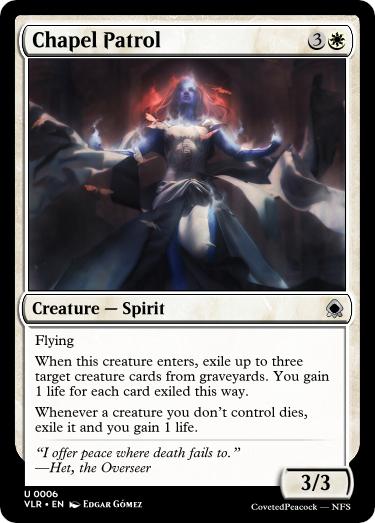 Chapel Patrol 3
Creature — Spirit
Flying
When this creature enters, exile up to three
target creature cards from graveyards. You gain
1 life for each card exiled this way.
Whenever a creature you don't control dies,
exile it and you gain 1 life.
"I offer peace where death fails to."
—Het, the Overseer
3/3
U 0006
VLR • EN Edgar Gómez
CovetedPeacock — NFS